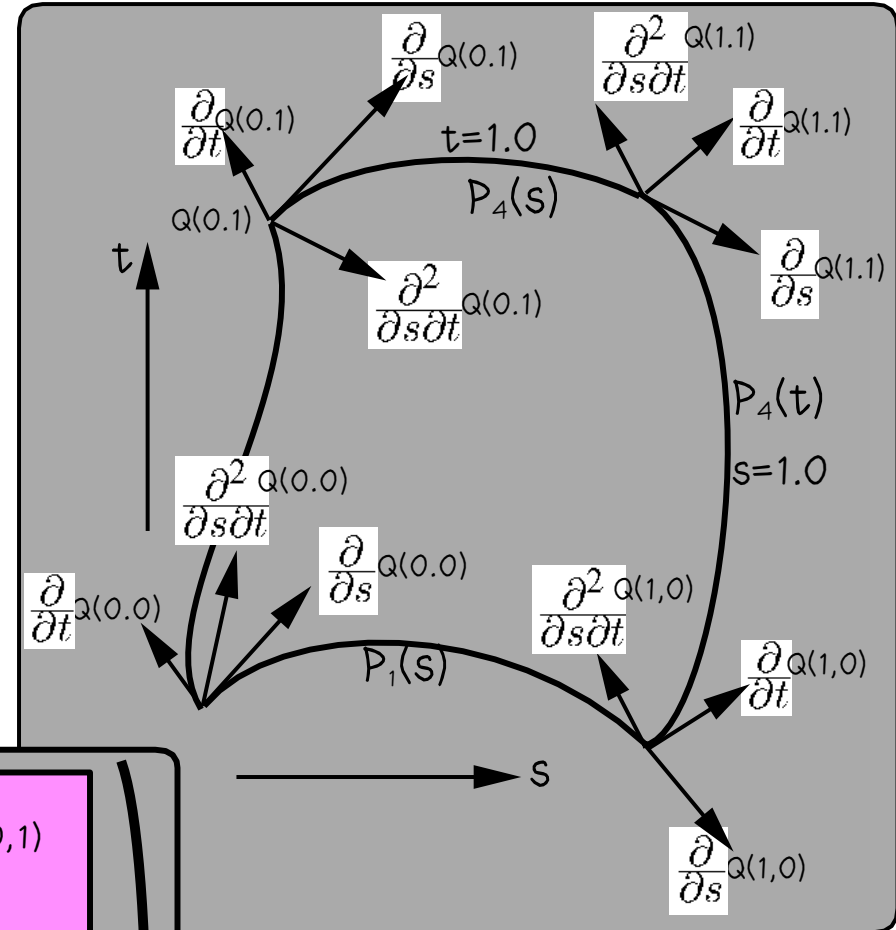 ∂/∂s Q(0.1)
∂²/∂s∂t Q(1.1)
∂/∂t Q(0.1)
∂/∂t Q(1.1)
t=1.0
P₄(s)
Q(0.1)
t
∂/∂s Q(1.1)
∂²/∂s∂t Q(0.1)
P₄(t)
s=1.0
∂²/∂s∂t Q(0.0)
∂/∂s Q(0.0)
∂²/∂s∂t Q(1,0)
∂/∂t Q(0.0)
P₁(s)
∂/∂t Q(1,0)
s
,1)
∂/∂s Q(1,0)